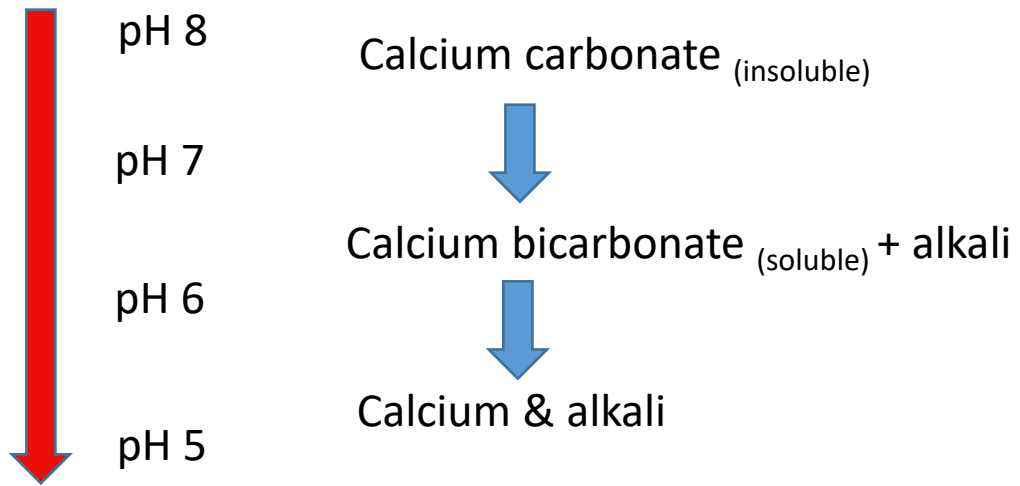 pH 8
Calcium carbonate (insoluble)
pH 7
Calcium bicarbonate (soluble) + alkali
pH 6
Calcium & alkali
pH 5